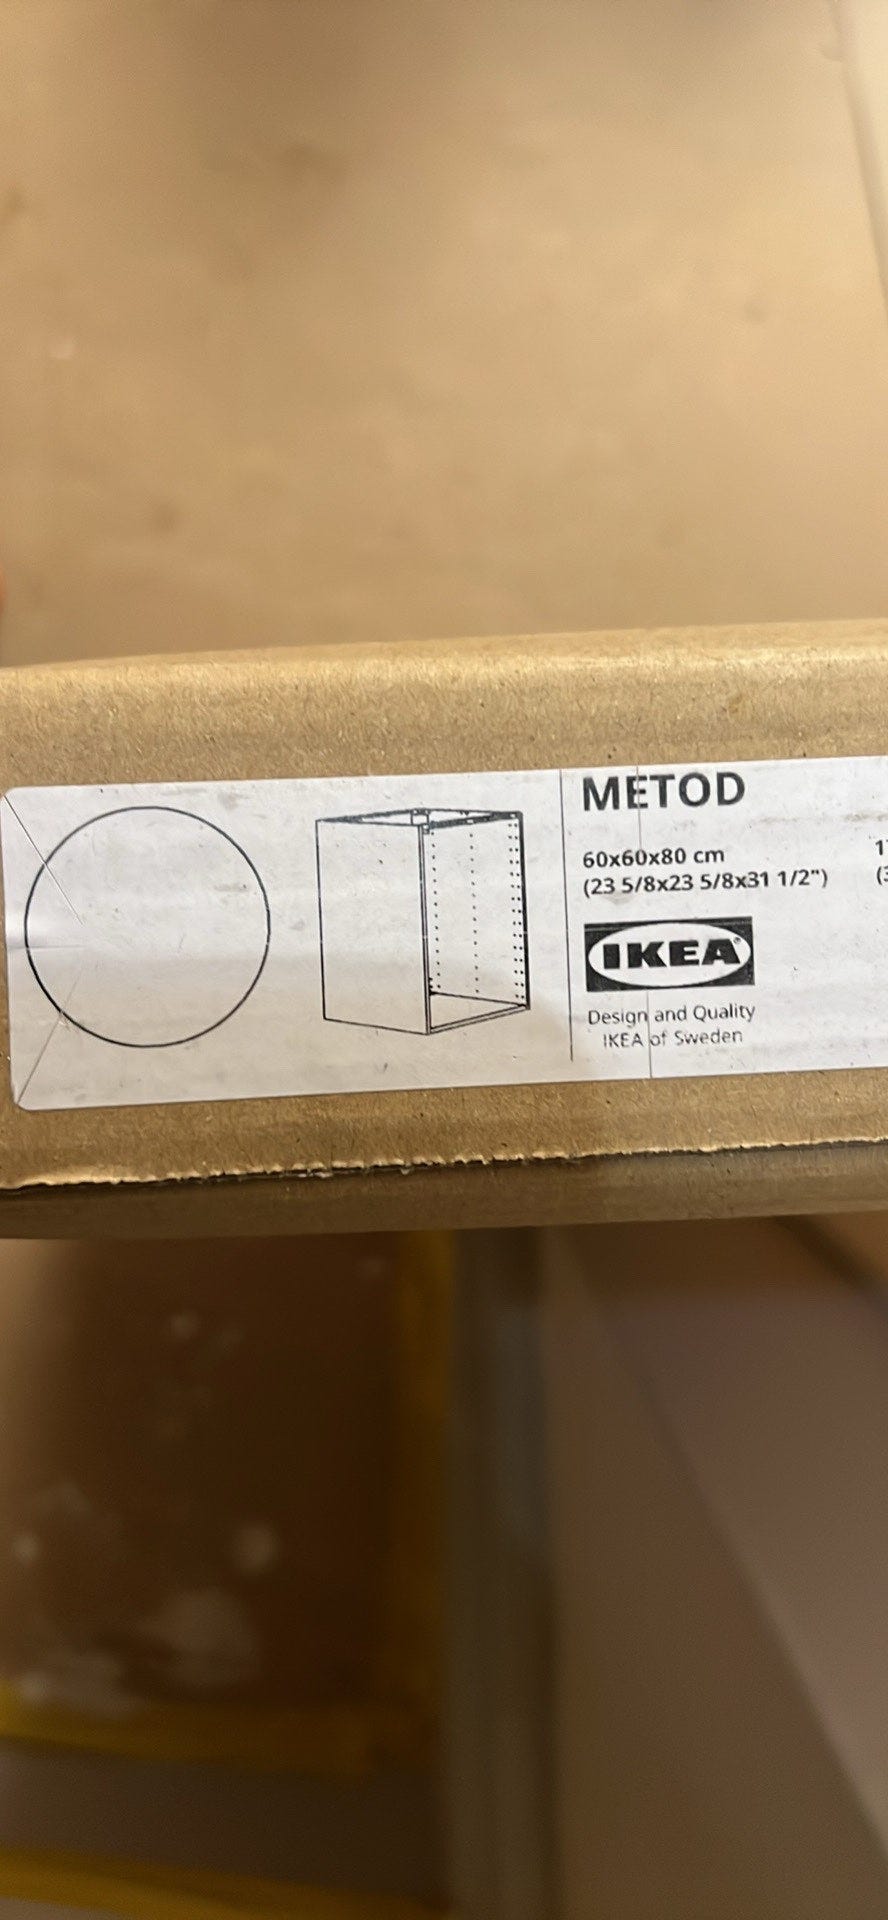 METOD
60x60x80 cm
(23 5/8x23 5/8x31 1/2")
IKEA®
Design and Quality
IKEA of Sweden